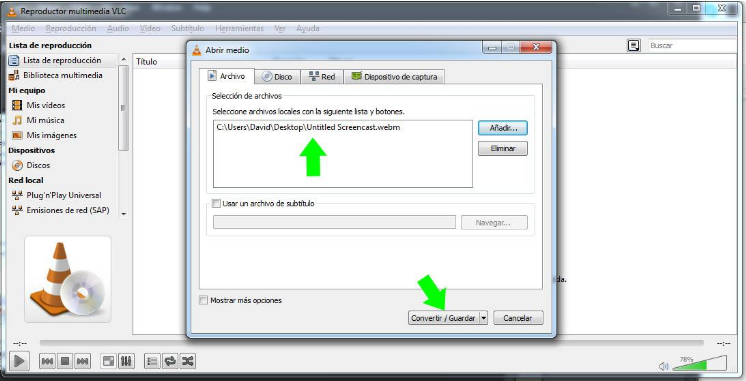 Reproductor multimedia VLC
Medio Reproducción Audio Vídeo Subtítulo Herramientas Ver Ayuda
Lista de reproducción
Buscar
Lista de reproducción
Título
Biblioteca multimedia
Mi equipo
Mis vídeos
Mi música
Mis imágenes
Dispositivos
Discos
Red local
Plug'n'Play Universal
Emisiones de red (SAP)
Abrir medio
Archivo Disco Red Dispositivo de captura
Selección de archivos
Seleccione archivos locales con la siguiente lista y botones.
C:\Users\David\Desktop\Untitled Screencast.webm
Añadir...
Eliminar
Usar un archivo de subtítulo
Navegar...
da.
Mostrar más opciones
Convertir / Guardar
Cancelar
--:-- --:--
78%